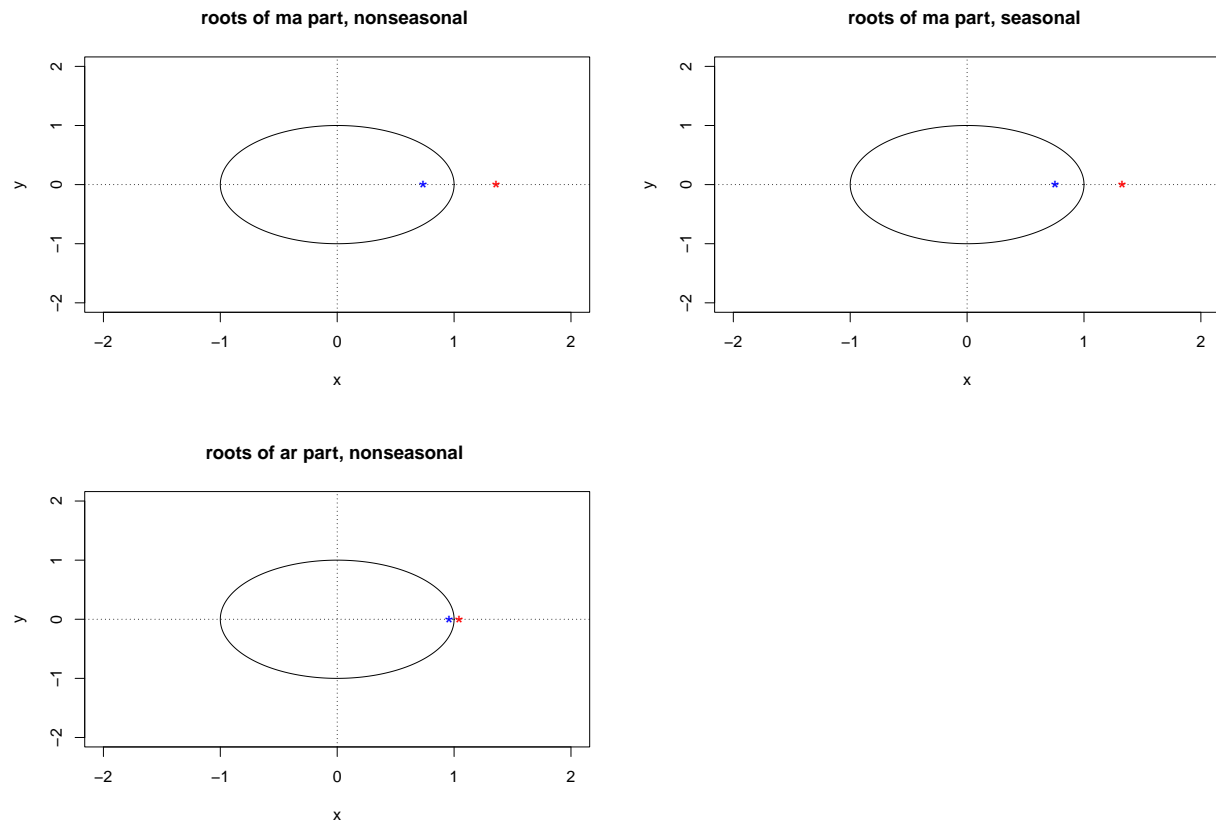 roots of ma part, nonseasonal
2
1
0
−1
−2
y
−2 −1 0 1 2
x
roots of ma part, seasonal
2
1
0
−1
−2
y
−2 −1 0 1 2
x
roots of ar part, nonseasonal
2
1
0
−1
−2
y
−2 −1 0 1 2
x